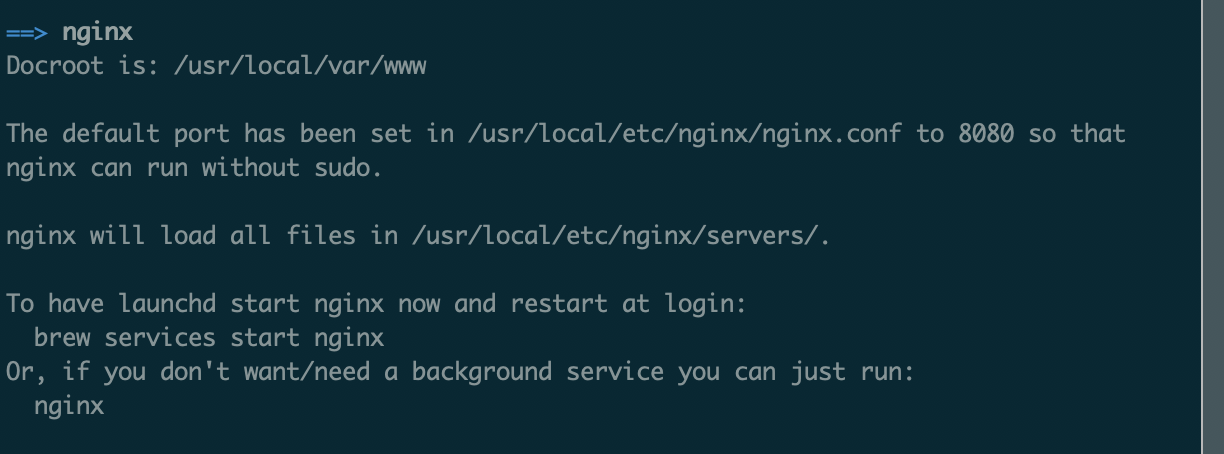 ==> nginx
Docroot is: /usr/local/var/www
The default port has been set in /usr/local/etc/nginx/nginx.conf to 8080 so that
nginx can run without sudo.
nginx will load all files in /usr/local/etc/nginx/servers/.
To have launchd start nginx now and restart at login:
  brew services start nginx
Or, if you don't want/need a background service you can just run:
  nginx